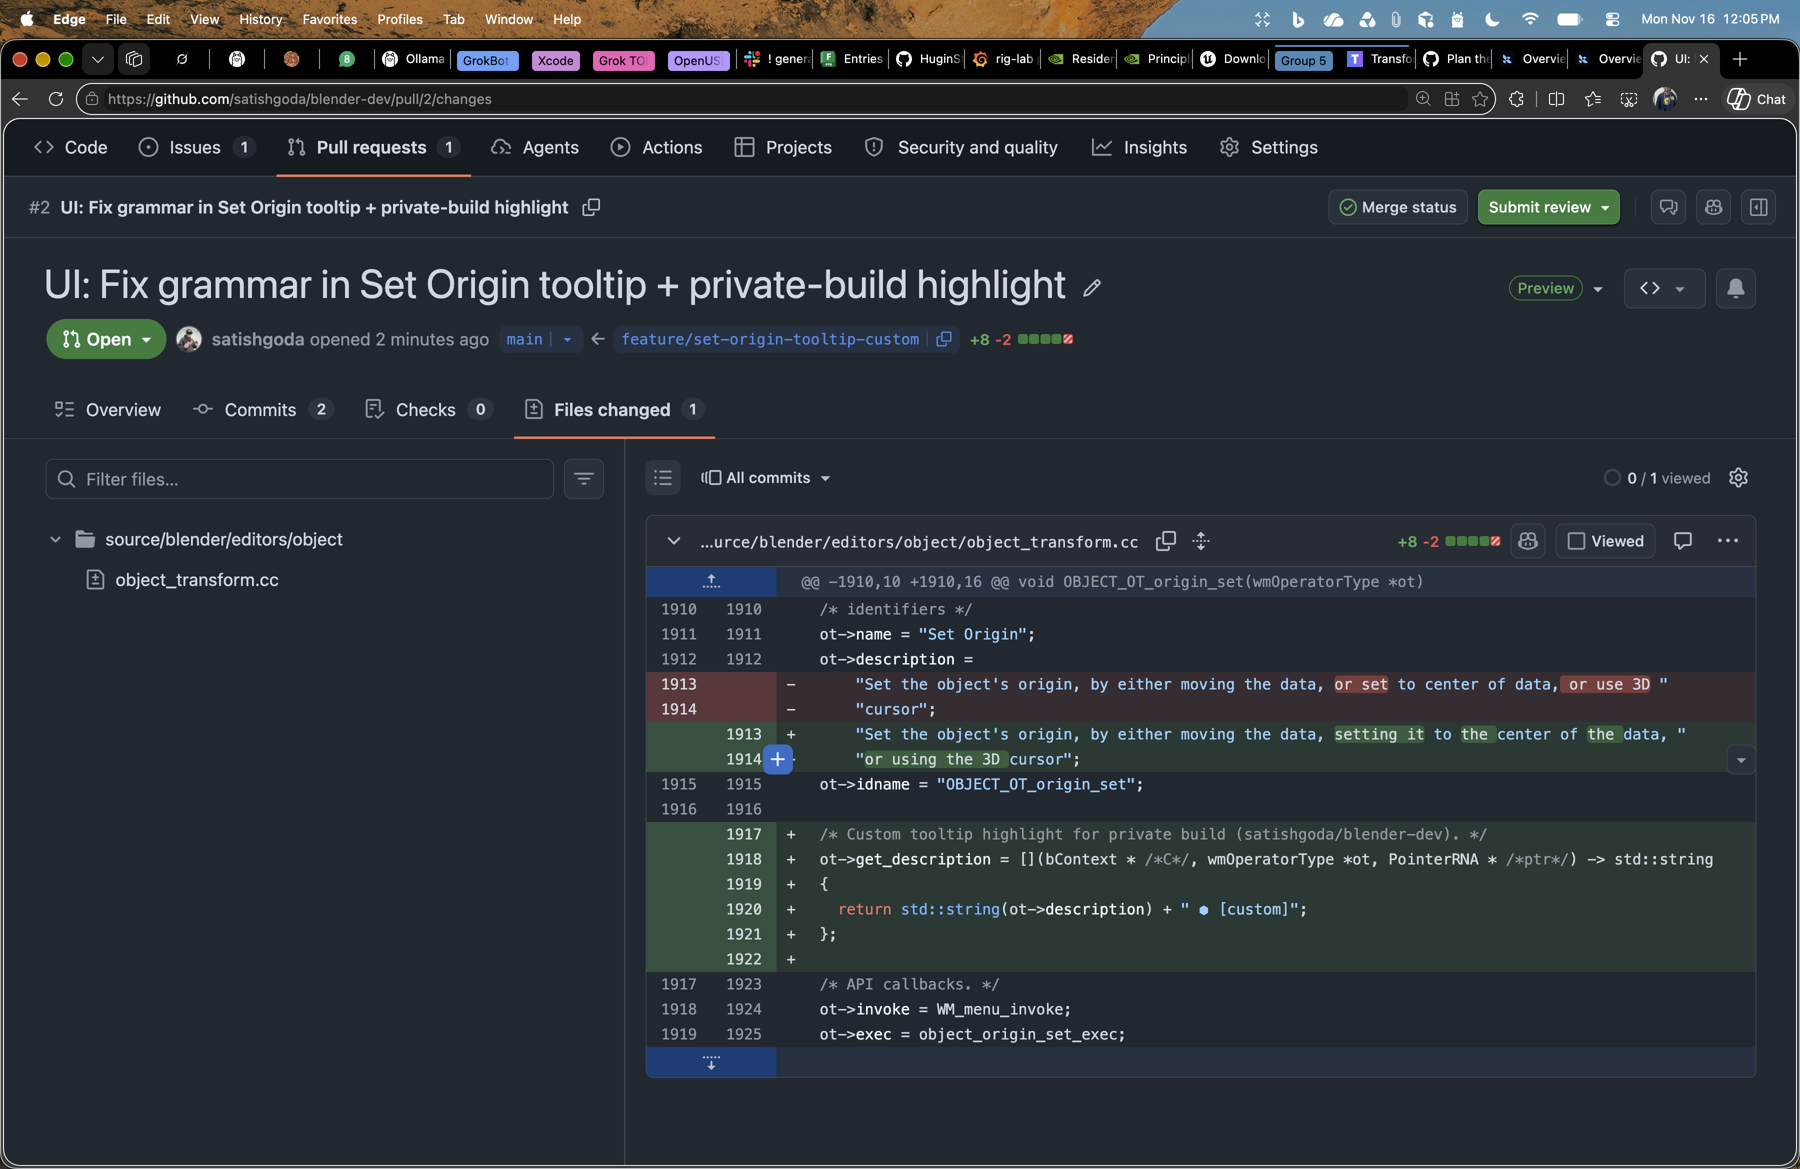 Edge File Edit View History Favorites Profiles Tab Window Help Mon Nov 16 12:05 PM
8 Ollama GrokBot Xcode Grok TO OpenUS ! genera Entries HuginS rig-lab Resider Princip Downlo Group 5 Transfo Plan the Overvie Overvie UI:
https://github.com/satishgoda/blender-dev/pull/2/changes Chat
Code Issues 1 Pull requests 1 Agents Actions Projects Security and quality Insights Settings
#2 UI: Fix grammar in Set Origin tooltip + private-build highlight Merge status Submit review
UI: Fix grammar in Set Origin tooltip + private-build highlight Preview
Open satishgoda opened 2 minutes ago main ← feature/set-origin-tooltip-custom +8 -2
Overview Commits 2 Checks 0 Files changed 1
Filter files... All commits 0 / 1 viewed
source/blender/editors/object
object_transform.cc
...urce/blender/editors/object/object_transform.cc +8 -2 Viewed
@@ -1910,10 +1910,16 @@ void OBJECT_OT_origin_set(wmOperatorType *ot)
1910 1910 /* identifiers */
1911 1911 ot->name = "Set Origin";
1912 1912 ot->description =
1913 - "Set the object's origin, by either moving the data, or set to center of data, or use 3D "
1914 - "cursor";
1913 + "Set the object's origin, by either moving the data, setting it to the center of the data, "
1914 + "or using the 3D cursor";
1915 1915 ot->idname = "OBJECT_OT_origin_set";
1916 1916
1917 + /* Custom tooltip highlight for private build (satishgoda/blender-dev). */
1918 + ot->get_description = [](bContext * /*C*/, wmOperatorType *ot, PointerRNA * /*ptr*/) -> std::string
1919 + {
1920 + return std::string(ot->description) + " ● [custom]";
1921 + };
1922 +
1917 1923 /* API callbacks. */
1918 1924 ot->invoke = WM_menu_invoke;
1919 1925 ot->exec = object_origin_set_exec;